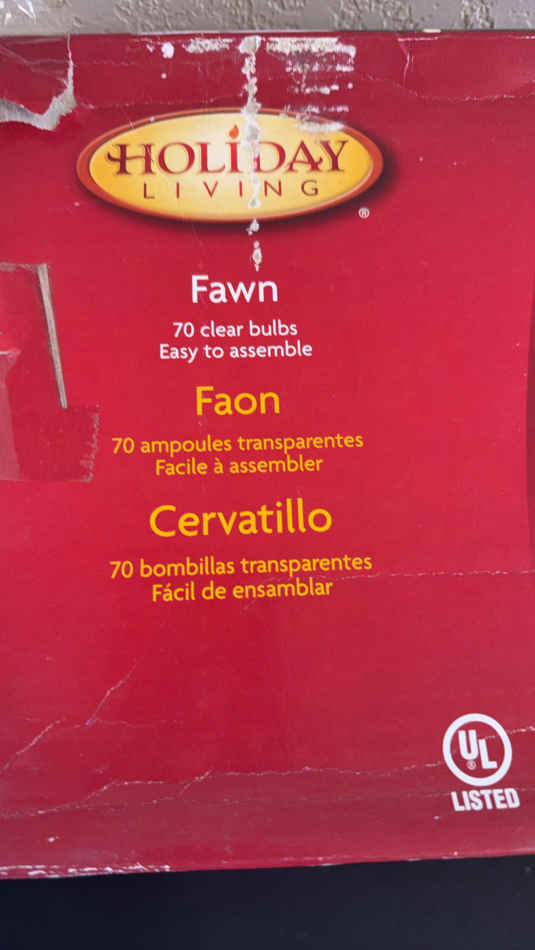 HOLIDAY
LIVING
®
Fawn
70 clear bulbs
Easy to assemble
Faon
70 ampoules transparentes
Facile à assembler
Cervatillo
70 bombillas transparentes
Fácil de ensamblar
UL
®
LISTED